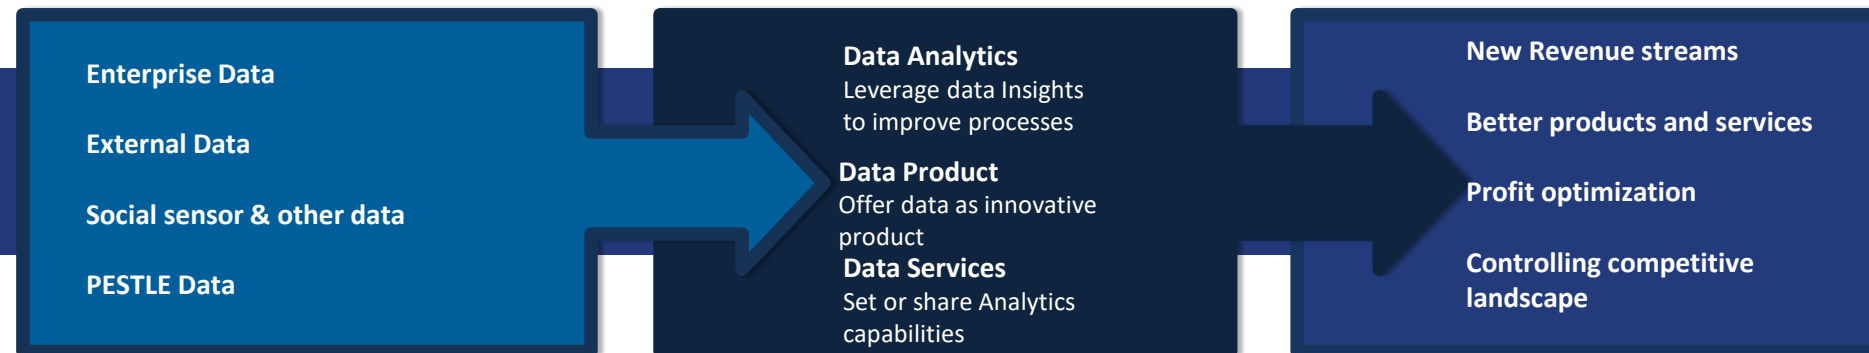 Enterprise Data
External Data
Social sensor & other data
PESTLE Data
Data Analytics
Leverage data Insights
to improve processes
Data Product
Offer data as innovative
product
Data Services
Set or share Analytics
capabilities
New Revenue streams
Better products and services
Profit optimization
Controlling competitive
landscape